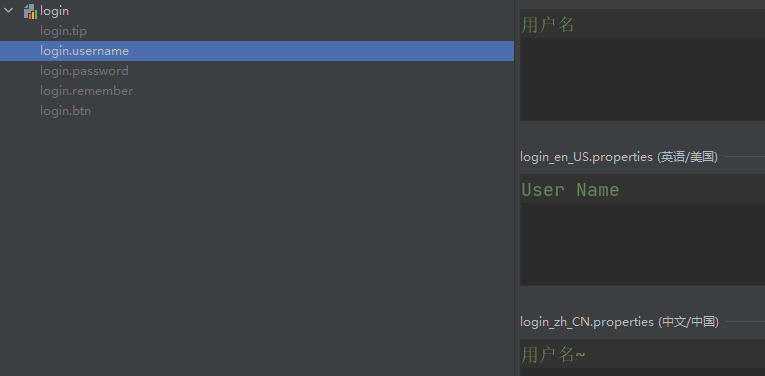 login
login.tip
login.username
login.password
login.remember
login.btn
用户名
login_en_US.properties (英语/美国)
User Name
login_zh_CN.properties (中文/中国)
用户名~